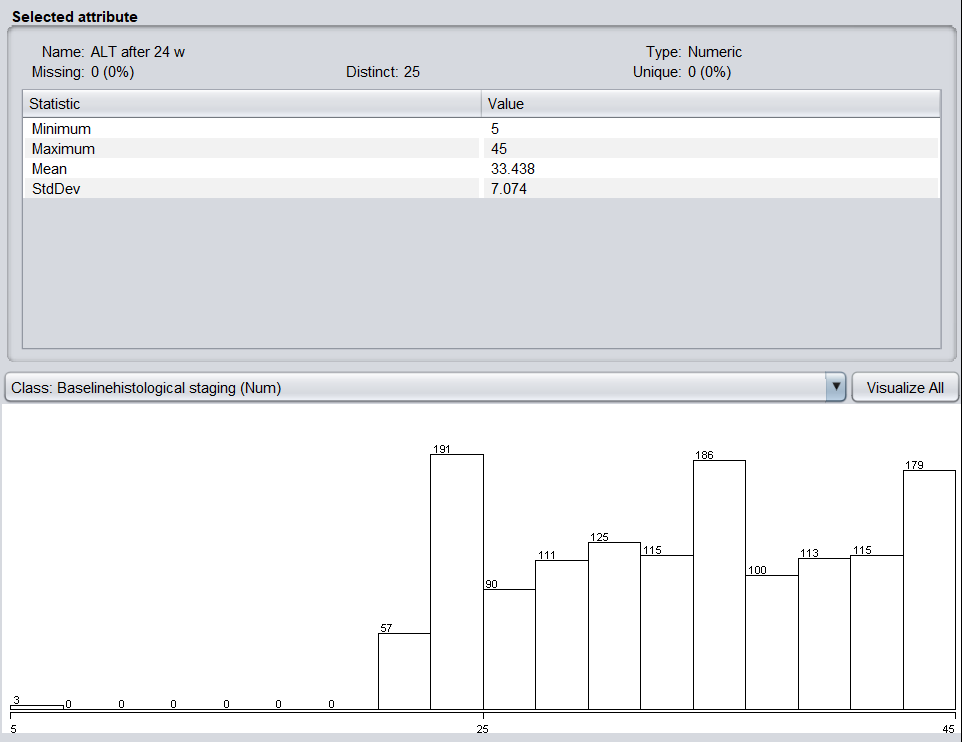 Selected attribute
Name: ALT after 24 w Type: Numeric
Missing: 0 (0%) Distinct: 25 Unique: 0 (0%)
Statistic Value
Minimum 5
Maximum 45
Mean 33.438
StdDev 7.074
Class: Baselinehistological staging (Num) Visualize All
3 0 0 0 0 0 0 57 191 90 111 125 115 186 100 113 115 179
5 25 45